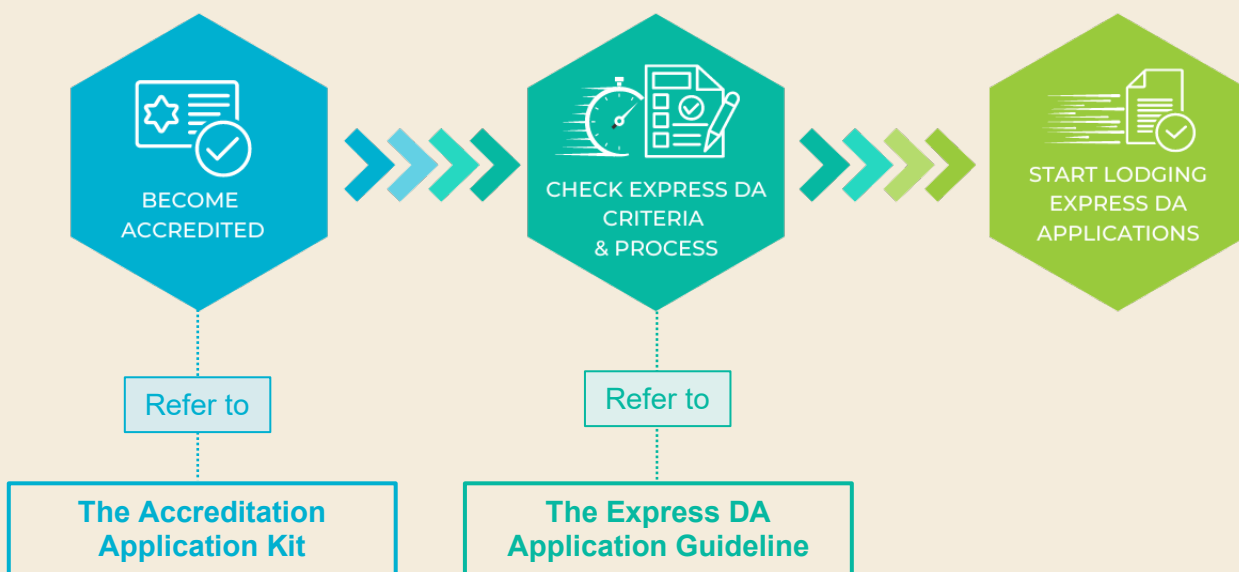 BECOME
ACCREDITED
CHECK EXPRESS DA
CRITERIA
& PROCESS
START LODGING
EXPRESS DA
APPLICATIONS
Refer to
Refer to
The Accreditation
Application Kit
The Express DA
Application Guideline